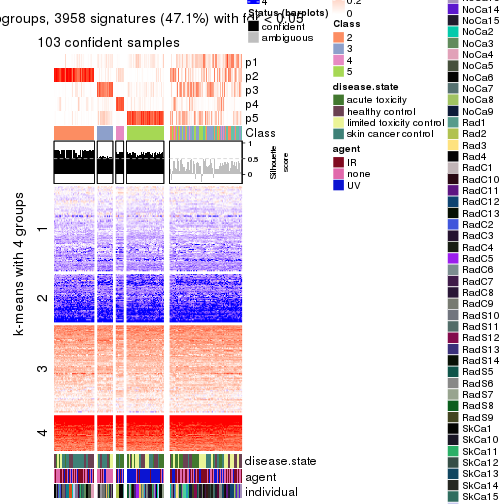 groups, 3958 signatures (47.1%) with fdr < 0.05
103 confident samples
p1
p2
p3
p4
p5
Class
1
0.5
0
Silhouette
score
k-means with 4 groups
1
2
3
4
disease.state
agent
individual
4
Status (barplots)
confident
ambiguous
0.2
0
Class
2
3
4
5
disease.state
acute toxicity
healthy control
limited toxicity control
skin cancer control
agent
IR
none
UV
NoCa14
NoCa15
NoCa2
NoCa3
NoCa4
NoCa5
NoCa6
NoCa7
NoCa8
NoCa9
Rad1
Rad2
Rad3
Rad4
RadC1
RadC10
RadC11
RadC12
RadC13
RadC2
RadC3
RadC4
RadC5
RadC6
RadC7
RadC8
RadC9
RadS10
RadS11
RadS12
RadS13
RadS14
RadS5
RadS6
RadS7
RadS8
RadS9
SkCa1
SkCa10
SkCa11
SkCa12
SkCa13
SkCa14
SkCa15